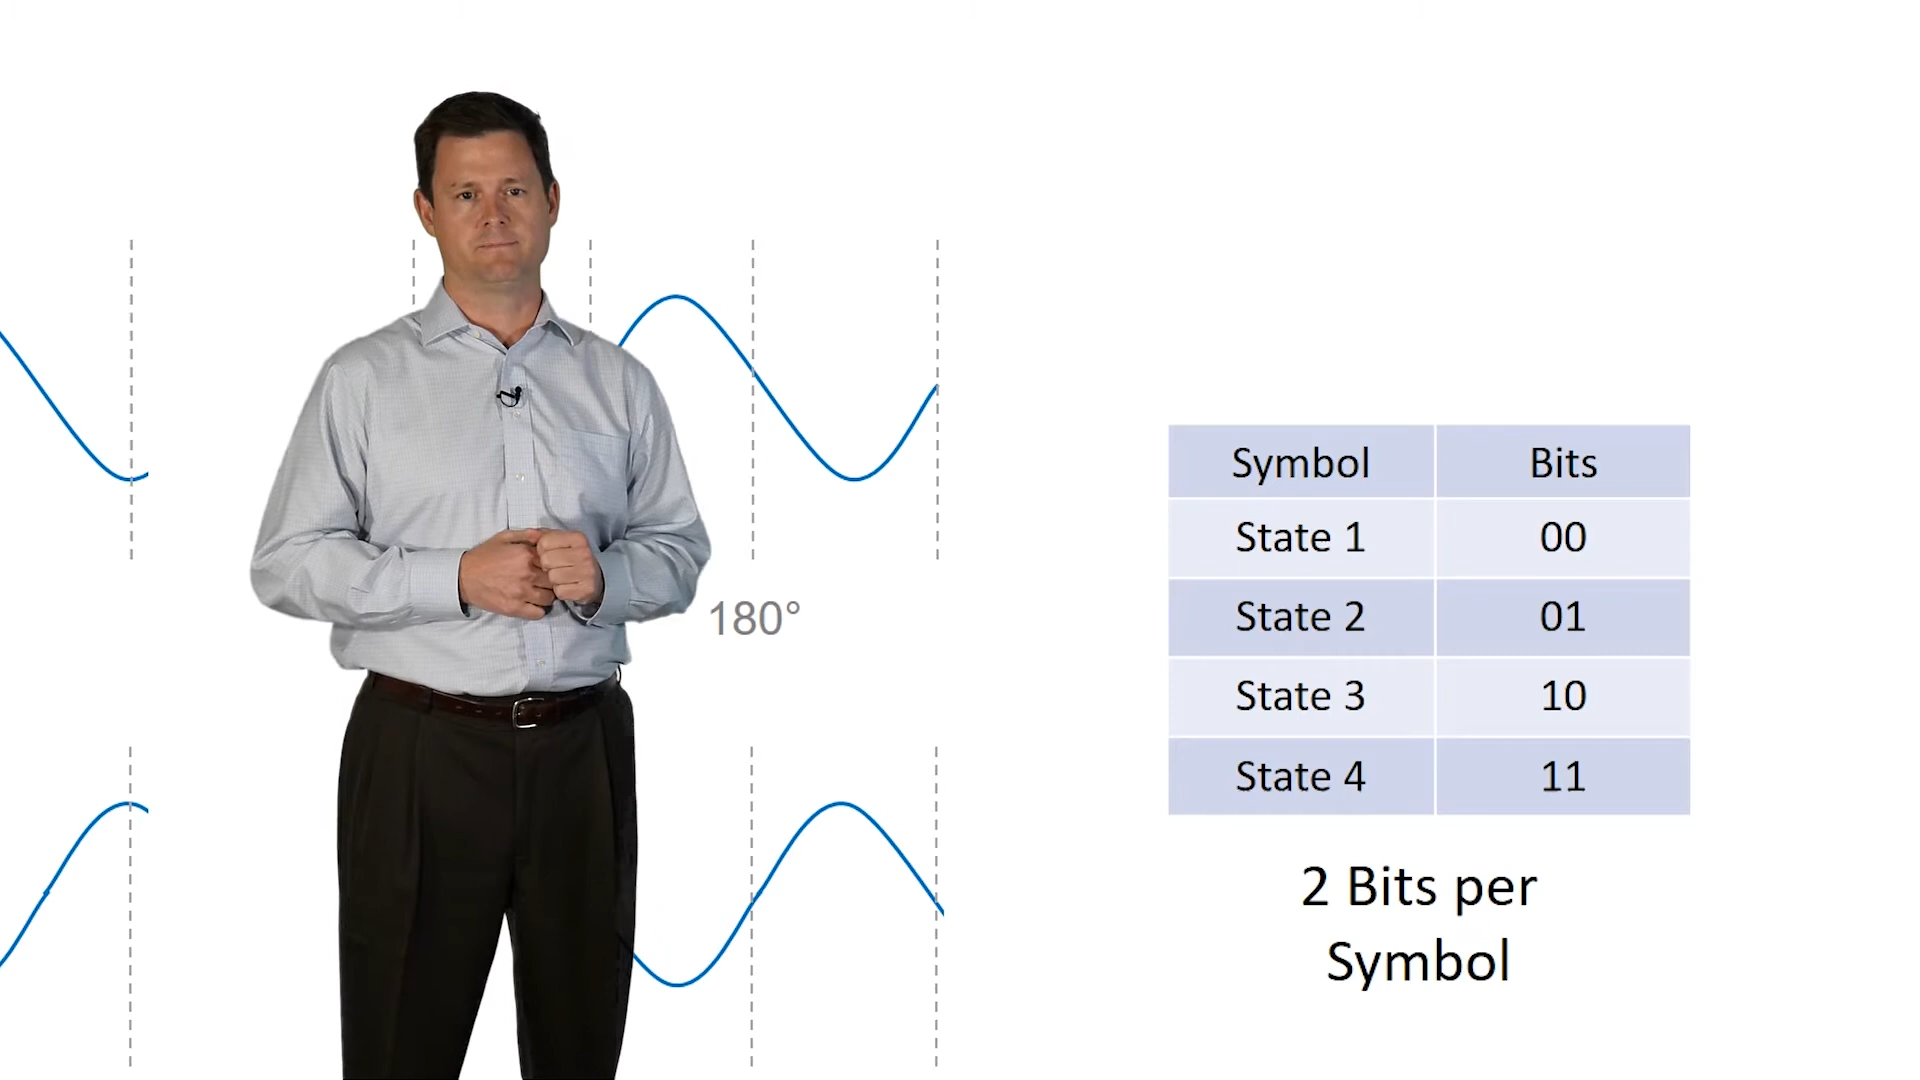 180°
Symbol Bits
State 1 00
State 2 01
State 3 10
State 4 11
2 Bits per
Symbol